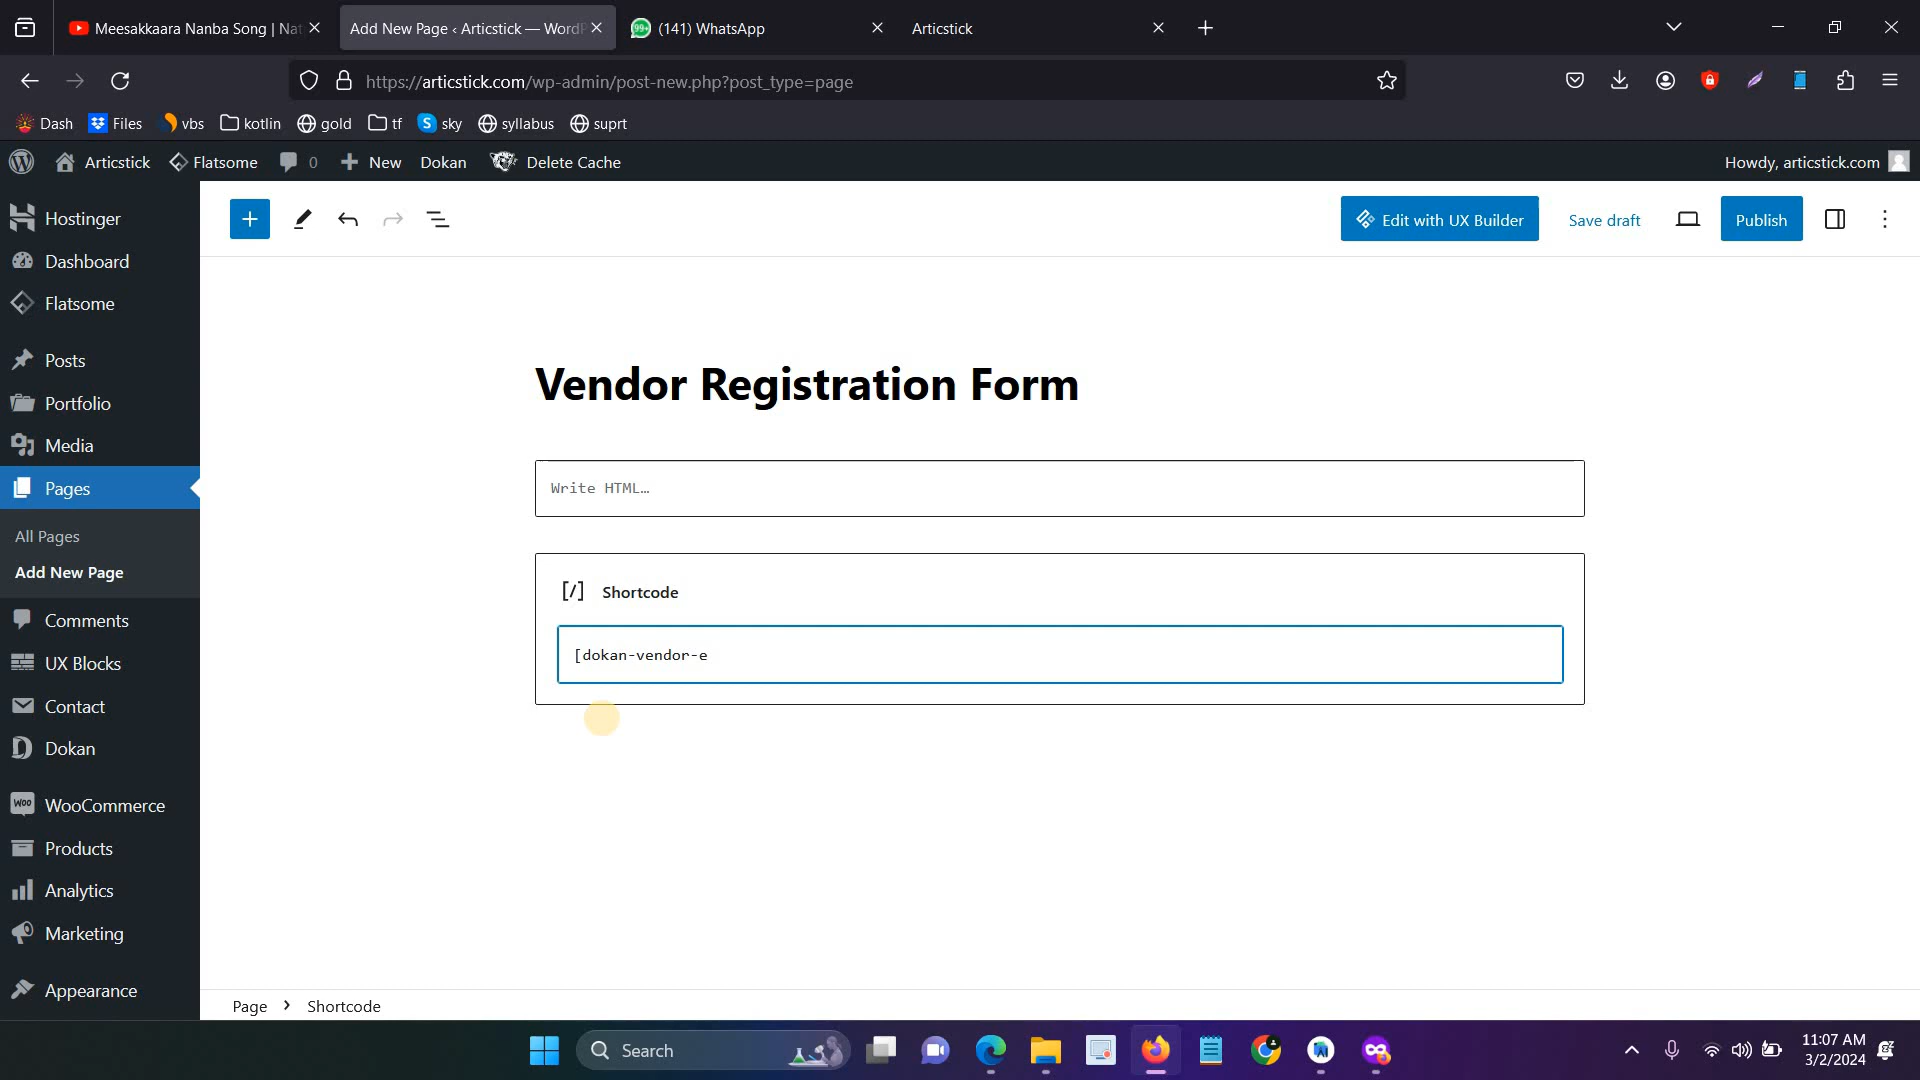 Meesakkaara Nanba Song | Nat
Add New Page ‹ Articstick — WordP
99+
(141) WhatsApp
Articstick
https://articstick.com/wp-admin/post-new.php?post_type=page
Dash
Files
vbs
kotlin
gold
tf
sky
syllabus
suprt
Articstick
Flatsome
0
New
Dokan
Delete Cache
Howdy, articstick.com
Hostinger
Dashboard
Flatsome
Posts
Portfolio
Media
Pages
All Pages
Add New Page
Comments
UX Blocks
Contact
Dokan
WooCommerce
Products
Analytics
Marketing
Appearance
Edit with UX Builder
Save draft
Publish
Vendor Registration Form
Write HTML…
[/] Shortcode
[dokan-vendor-e
Page › Shortcode
Search
11:07 AM
3/2/2024